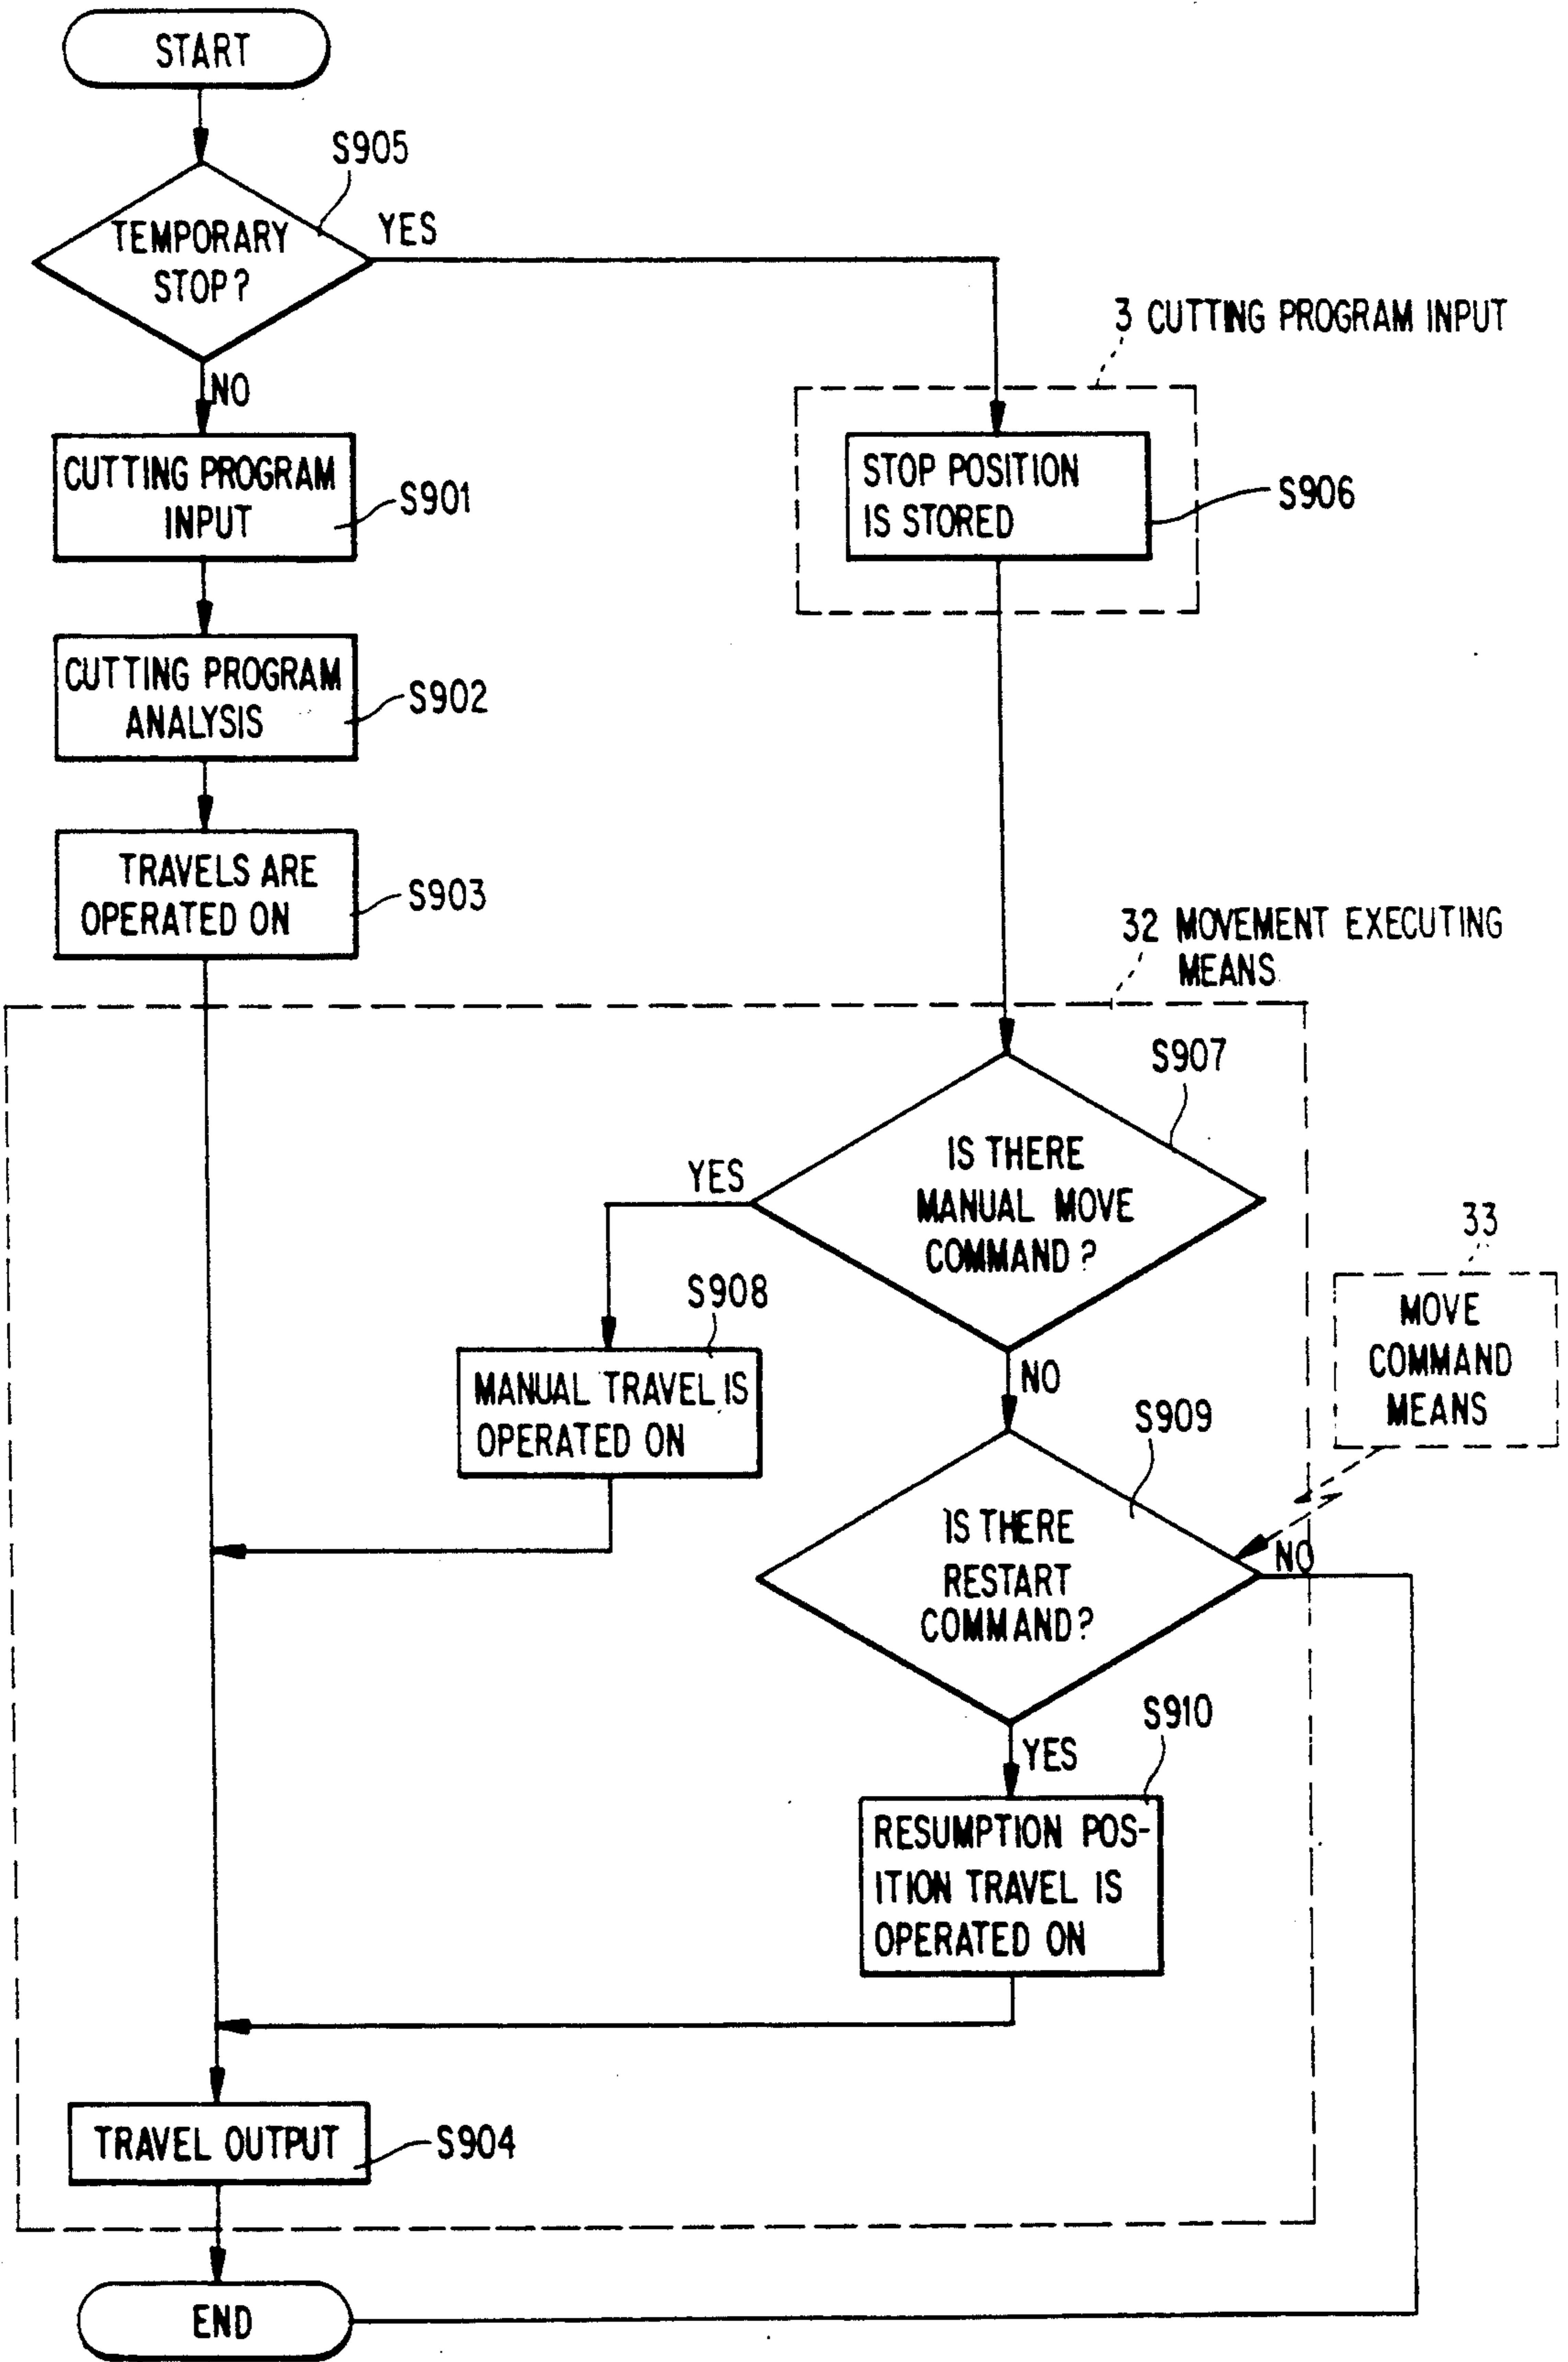 START
S905
TEMPORARY
STOP?
YES
NO
3 CUTTING PROGRAM INPUT
CUTTING PROGRAM
INPUT
S901
STOP POSITION
IS STORED
S906
CUTTING PROGRAM
ANALYSIS
S902
TRAVELS ARE
OPERATED ON
S903
32 MOVEMENT EXECUTING
MEANS
S907
IS THERE
MANUAL MOVE
COMMAND?
YES
NO
S908
MANUAL TRAVEL IS
OPERATED ON
33
MOVE
COMMAND
MEANS
S909
IS THERE
RESTART
COMMAND?
NO
YES
S910
RESUMPTION POS-
ITION TRAVEL IS
OPERATED ON
TRAVEL OUTPUT
S904
END